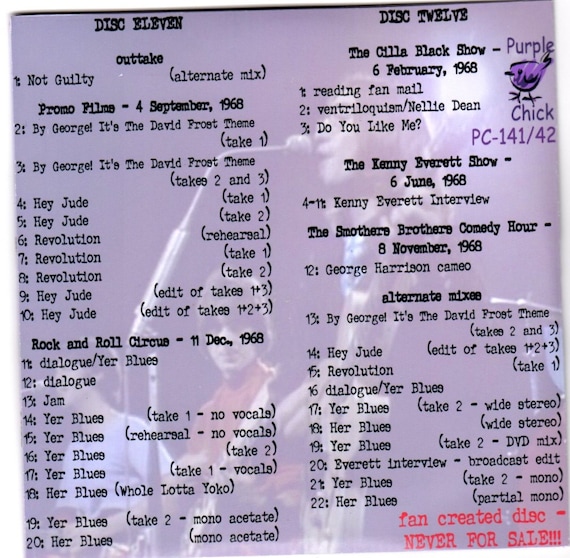 DISC ELEVEN
outtake
1: Not Guilty (alternate mix)
Promo Films - 4 September, 1968
2: By George! It's The David Frost Theme
(take 1)
3: By George! It's The David Frost Theme
(takes 2 and 3)
4: Hey Jude (take 1)
5: Hey Jude (take 2)
6: Revolution (rehearsal)
7: Revolution (take 1)
8: Revolution (take 2)
9: Hey Jude (edit of takes 1+3)
10: Hey Jude (edit of takes 1+2+3)
Rock and Roll Circus - 11 Dec., 1968
11: dialogue/Yer Blues
12: dialogue
13: Jam
14: Yer Blues (take 1 - no vocals)
15: Yer Blues (rehearsal - no vocals)
16: Yer Blues (take 2)
17: Yer Blues (take 1 - vocals)
18: Her Blues (Whole Lotta Yoko)
19: Yer Blues (take 2 - mono acetate)
20: Her Blues (mono acetate)
DISC TWELVE
The Cilla Black Show -
6 February, 1968
1: reading fan mail
2: ventriloquism/Nellie Dean
3: Do You Like Me?
Purple
Chick
PC-141/42
The Kenny Everett Show -
6 June, 1968
4-11: Kenny Everett Interview
The Smothers Brothers Comedy Hour -
8 November, 1968
12: George Harrison cameo
alternate mixes
13: By George! It's The David Frost Theme
(takes 2 and 3)
14: Hey Jude (edit of takes 1+2+3)
15: Revolution (take 1)
16 dialogue/Yer Blues
17: Yer Blues (take 2 - wide stereo)
18: Her Blues (wide stereo)
19: Yer Blues (take 2 - DVD mix)
20: Everett interview - broadcast edit
21: Yer Blues (take 2 - mono)
22: Her Blues (partial mono)
fan created disc -
NEVER FOR SALE!!!